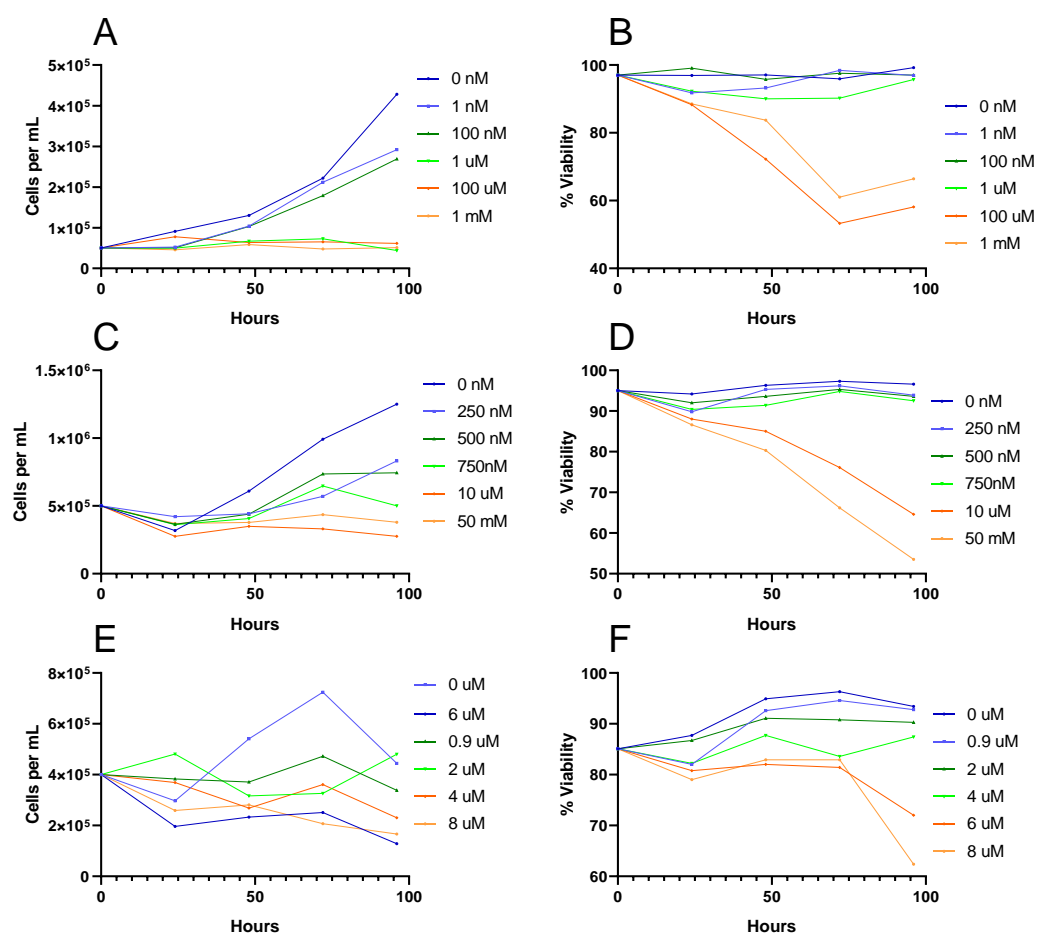 A
Cells per mL
5×10⁵
4×10⁵
3×10⁵
2×10⁵
1×10⁵
0
0
50
100
Hours
0 nM
1 nM
100 nM
1 uM
100 uM
1 mM
B
% Viability
100
80
60
40
0
50
100
Hours
0 nM
1 nM
100 nM
1 uM
100 uM
1 mM
C
Cells per mL
1.5×10⁶
1×10⁶
5×10⁵
0
0
50
100
Hours
0 nM
250 nM
500 nM
750nM
10 uM
50 mM
D
% Viability
100
90
80
70
60
50
0
50
100
Hours
0 nM
250 nM
500 nM
750nM
10 uM
50 mM
E
Cells per mL
8×10⁵
6×10⁵
4×10⁵
2×10⁵
0
0
50
100
Hours
0 uM
6 uM
0.9 uM
2 uM
4 uM
8 uM
F
% Viability
100
90
80
70
60
0
50
100
Hours
0 uM
0.9 uM
2 uM
4 uM
6 uM
8 uM